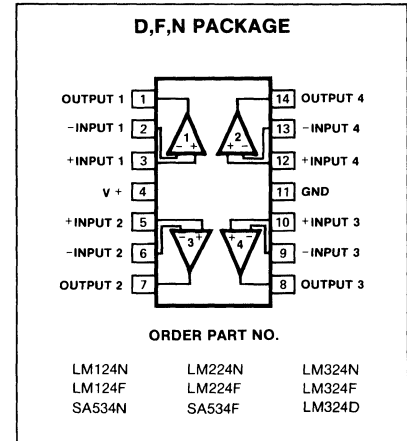 D,F,N PACKAGE
OUTPUT 1 1 14 OUTPUT 4
−INPUT 1 2 13 −INPUT 4
1 2
− + + −
+INPUT 1 3 12 +INPUT 4
V + 4 11 GND
+INPUT 2 5 10 +INPUT 3
− + + −
3 4
−INPUT 2 6 9 −INPUT 3
OUTPUT 2 7 8 OUTPUT 3
ORDER PART NO.
LM124N LM224N LM324N
LM124F LM224F LM324F
SA534N SA534F LM324D